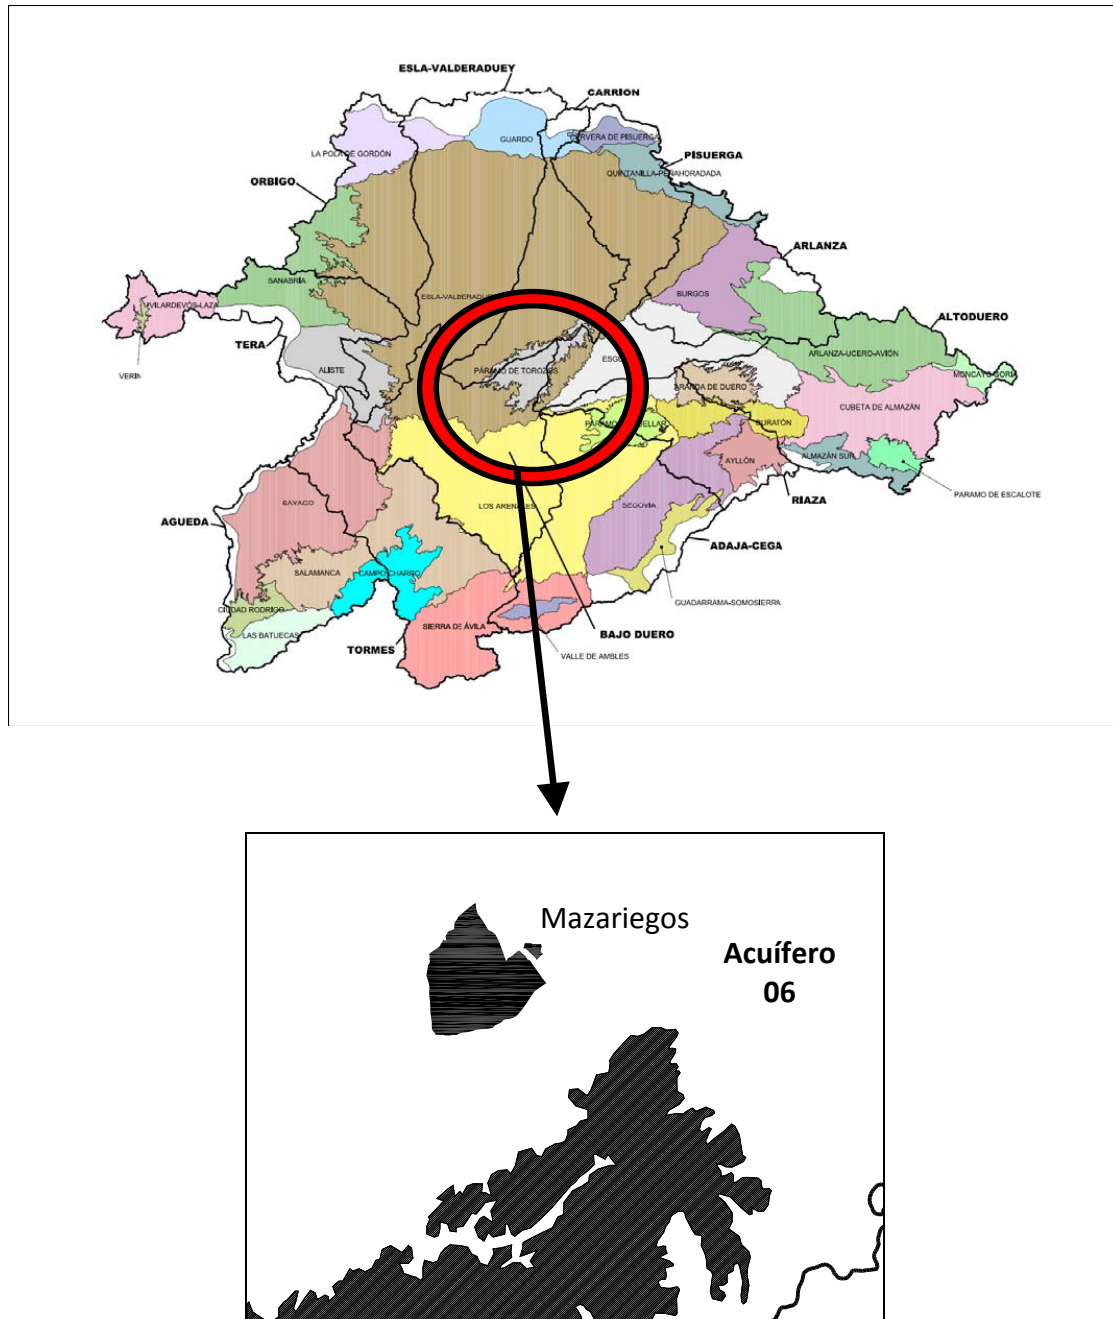 ESLA-VALDERADUEY
CARRION
GUARDO
CERVERA DE PISUERGA
LA POLA DE GORDÓN
PISUERGA
QUINTANILLA-PEÑAHORADADA
ORBIGO
ARLANZA
SANABRIA
VILARDEVÓS-LAZA
ESLA-VALDERADUEY
BURGOS
ALTODUERO
TERA
VERIN
ALISTE
PÁRAMO DE TOROZOS
ARLANZA-UCERO-AVIÓN
MONCAYO-SORIA
ARANDA DE DUERO
CUBETA DE ALMAZÁN
DURATÓN
AYLLÓN
ALMAZÁN SUR
RIAZA
PARAMO DE ESCALOTE
SAYAGO
LOS ARENALES
SEGOVIA
AGUEDA
ADAJA-CEGA
SALAMANCA
CAMPO CHARRO
GUADARRAMA-SOMOSIERRA
CIUDAD RODRIGO
LAS BATUECAS
SIERRA DE ÁVILA
BAJO DUERO
TORMES
VALLE DE AMBLES
Mazariegos
Acuífero
06